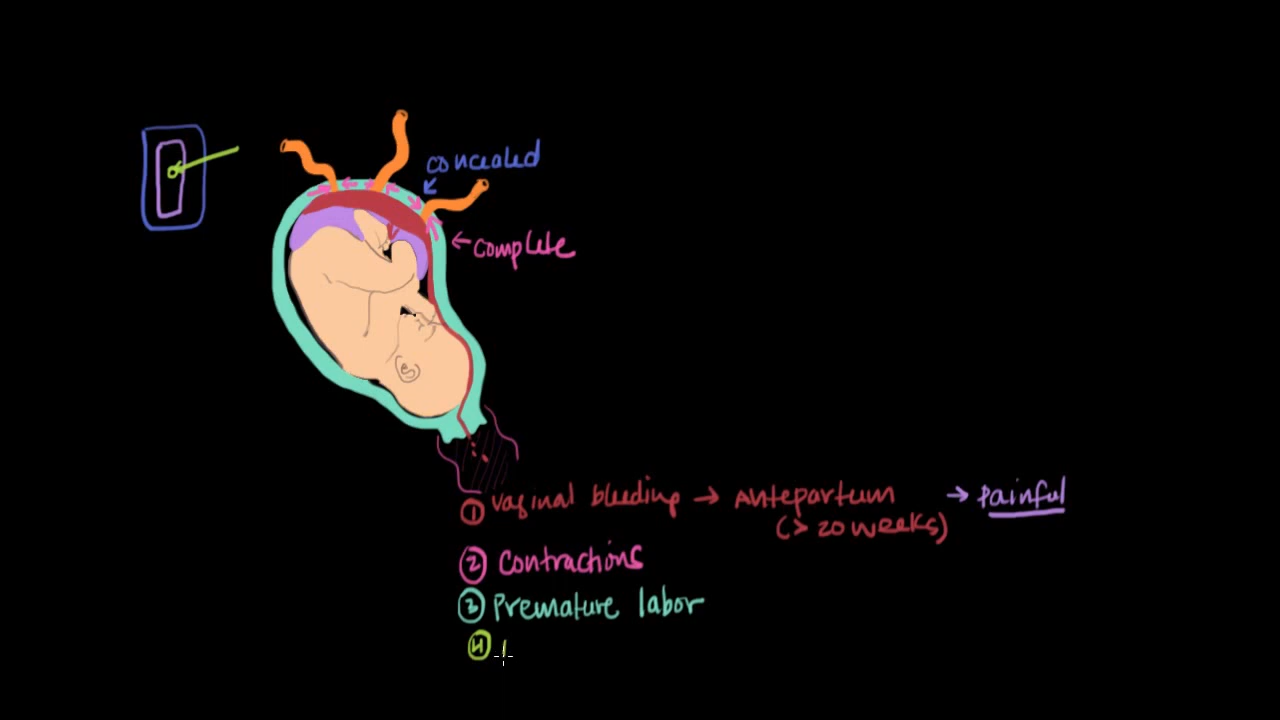 concealed
← complete
① vaginal bleeding → Antepartum → painful
(> 20 weeks)
② Contractions
③ Premature labor
④